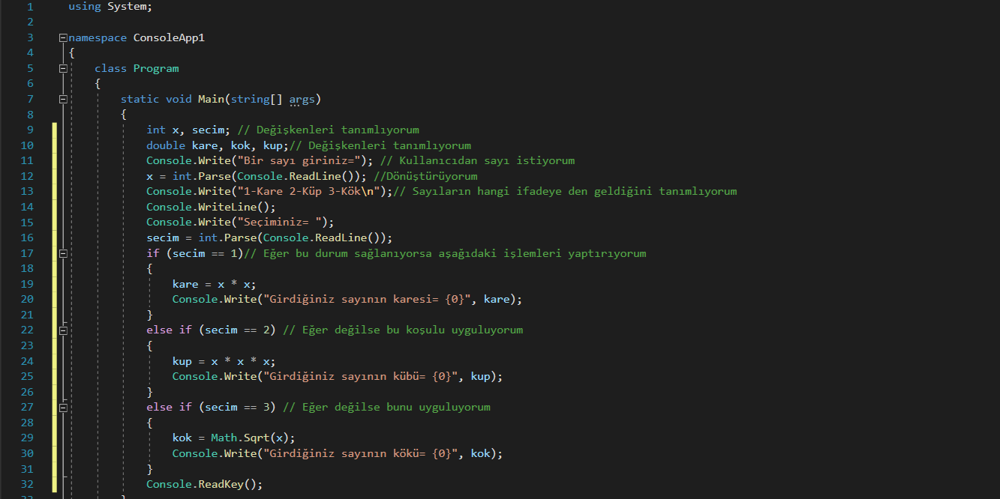 1 using System;
2
3 namespace ConsoleApp1
4 {
5 class Program
6 {
7 static void Main(string[] args)
8 {
9 int x, secim; // Değişkenleri tanımlıyorum
10 double kare, kok, kup;// Değişkenleri tanımlıyorum
11 Console.Write("Bir sayı giriniz="); // Kullanıcıdan sayı istiyorum
12 x = int.Parse(Console.ReadLine()); //Dönüştürüyorum
13 Console.Write("1-Kare 2-Küp 3-Kök\n");// Sayıların hangi ifadeye den geldiğini tanımlıyorum
14 Console.WriteLine();
15 Console.Write("Seçiminiz= ");
16 secim = int.Parse(Console.ReadLine());
17 if (secim == 1)// Eğer bu durum sağlanıyorsa aşağıdaki işlemleri yaptırıyorum
18 {
19 kare = x * x;
20 Console.Write("Girdiğiniz sayının karesi= {0}", kare);
21 }
22 else if (secim == 2) // Eğer değilse bu koşulu uyguluyorum
23 {
24 kup = x * x * x;
25 Console.Write("Girdiğiniz sayının kübü= {0}", kup);
26 }
27 else if (secim == 3) // Eğer değilse bunu uyguluyorum
28 {
29 kok = Math.Sqrt(x);
30 Console.Write("Girdiğiniz sayının kökü= {0}", kok);
31 }
32 Console.ReadKey();